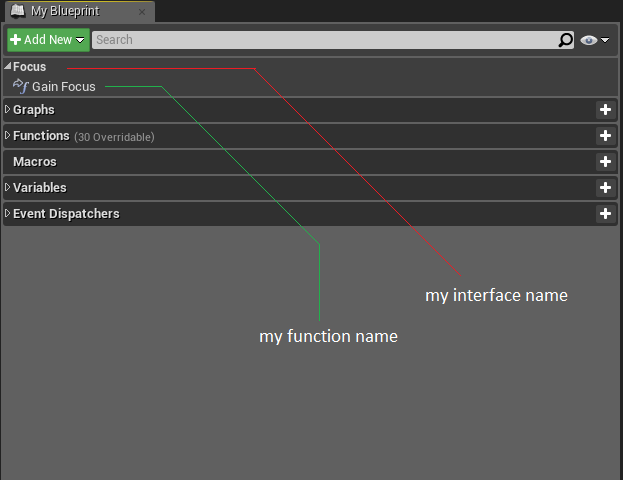 My Blueprint
Add New
Search
Focus
Gain Focus
Graphs
Functions (30 Overridable)
Macros
Variables
Event Dispatchers
my interface name
my function name